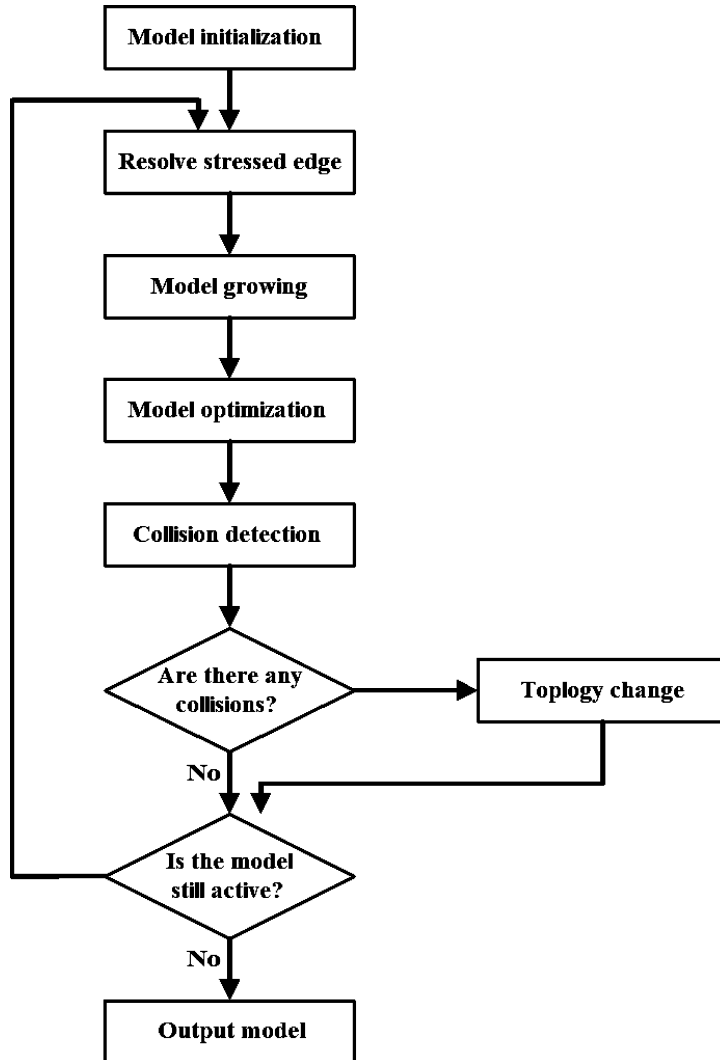 Model initialization
Resolve stressed edge
Model growing
Model optimization
Collision detection
Are there any
collisions?
Toplogy change
No
Is the model
still active?
No
Output model